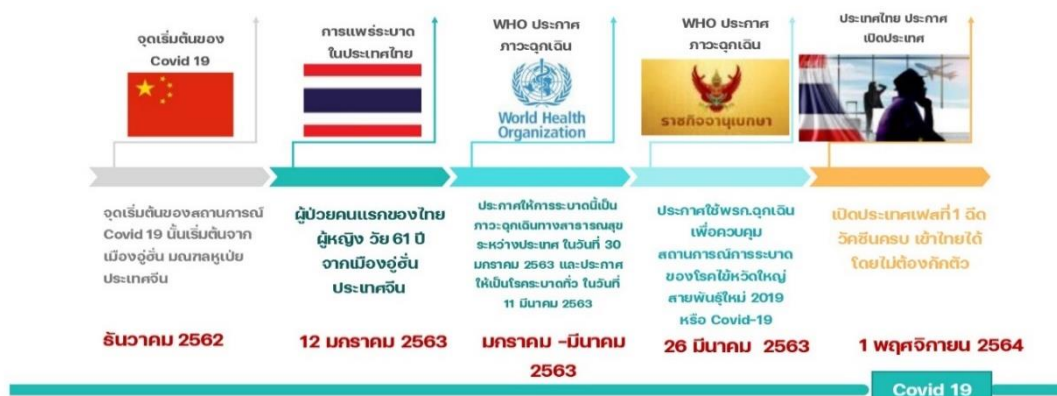 จุดเริ่มต้นของ
Covid 19
การแพร่ระบาด
ในประเทศไทย
WHO ประกาศ
ภาวะฉุกเฉิน
World Health
Organization
WHO ประกาศ
ภาวะฉุกเฉิน
ราชกิจจานุเบกษา
ประเทศไทย ประกาศ
เปิดประเทศ
จุดเริ่มต้นของสถานการณ์
Covid 19 นั้นเริ่มต้นจาก
เมืองอู่ฮั่น มณฑลหูเป่ย
ประเทศจีน
ธันวาคม 2562
ผู้ป่วยคนแรกของไทย
ผู้หญิง วัย 61 ปี
จากเมืองอู่ฮั่น
ประเทศจีน
12 มกราคม 2563
ประกาศให้การระบาดนี้เป็น
ภาวะฉุกเฉินทางสาธารณสุข
ระหว่างประเทศ ในวันที่ 30
มกราคม 2563 และประกาศ
ให้เป็นโรคระบาดทั่ว ในวันที่
11 มีนาคม 2563
มกราคม -มีนาคม
2563
ประกาศใช้พรก.ฉุกเฉิน
เพื่อควบคุม
สถานการณ์การระบาด
ของโรคไข้หวัดใหญ่
สายพันธุ์ใหม่ 2019
หรือ Covid-19
26 มีนาคม 2563
เปิดประเทศเฟสที่ 1 ฉีด
วัคซีนครบ เข้าไทยได้
โดยไม่ต้องกักตัว
1 พฤศจิกายน 2564
Covid 19